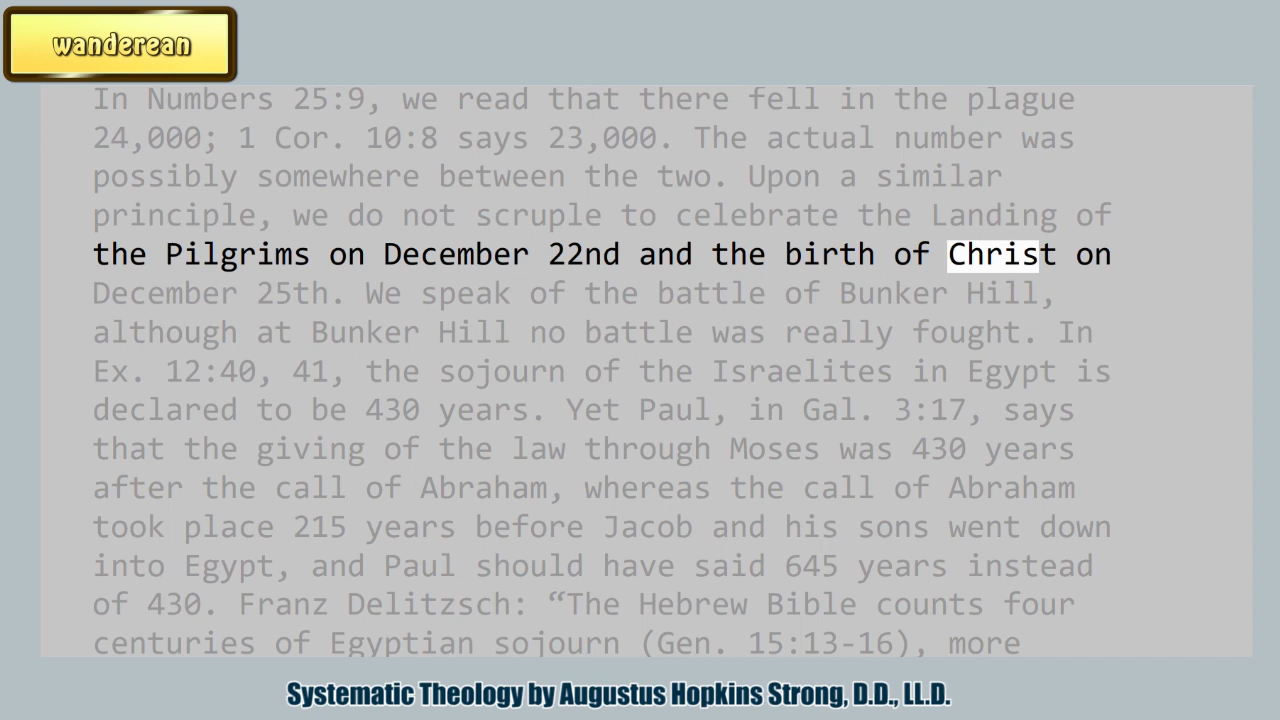 wanderean
In Numbers 25:9, we read that there fell in the plague
24,000; 1 Cor. 10:8 says 23,000. The actual number was
possibly somewhere between the two. Upon a similar
principle, we do not scruple to celebrate the Landing of
the Pilgrims on December 22nd and the birth of Christ on
December 25th. We speak of the battle of Bunker Hill,
although at Bunker Hill no battle was really fought. In
Ex. 12:40, 41, the sojourn of the Israelites in Egypt is
declared to be 430 years. Yet Paul, in Gal. 3:17, says
that the giving of the law through Moses was 430 years
after the call of Abraham, whereas the call of Abraham
took place 215 years before Jacob and his sons went down
into Egypt, and Paul should have said 645 years instead
of 430. Franz Delitzsch: “The Hebrew Bible counts four
centuries of Egyptian sojourn (Gen. 15:13-16), more
Systematic Theology by Augustus Hopkins Strong, D.D., LL.D.